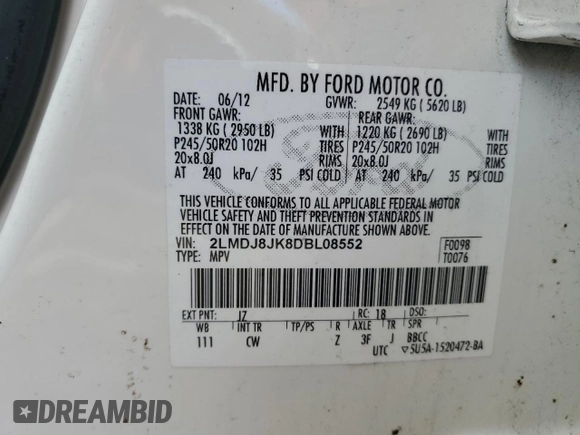 MFD. BY FORD MOTOR CO.
DATE: 06/12 GVWR: 2549 KG ( 5620 LB)
FRONT GAWR: REAR GAWR:
1338 KG ( 2950 LB) WITH 1220 KG ( 2690 LB) WITH
P245/50R20 102H TIRES P245/50R20 102H TIRES
20x8.0J RIMS 20x8.0J RIMS
AT 240 kPa/ 35 PSI COLD AT 240 kPa/ 35 PSI COLD
THIS VEHICLE CONFORMS TO ALL APPLICABLE FEDERAL MOTOR
VEHICLE SAFETY AND THEFT PREVENTION STANDARDS IN
EFFECT ON THE DATE OF MANUFACTURE SHOWN ABOVE.
VIN: 2LMDJ8JK8DBL08552 F0098
TYPE: MPV T0076
EXT PNT: JZ RC: 18 DSO:
WB INT TR TP/PS R AXLE TR SPR
111 CW Z 3F J BBCC
UTC ▽5U5A-1520472-BA
Ford
DREAMBID